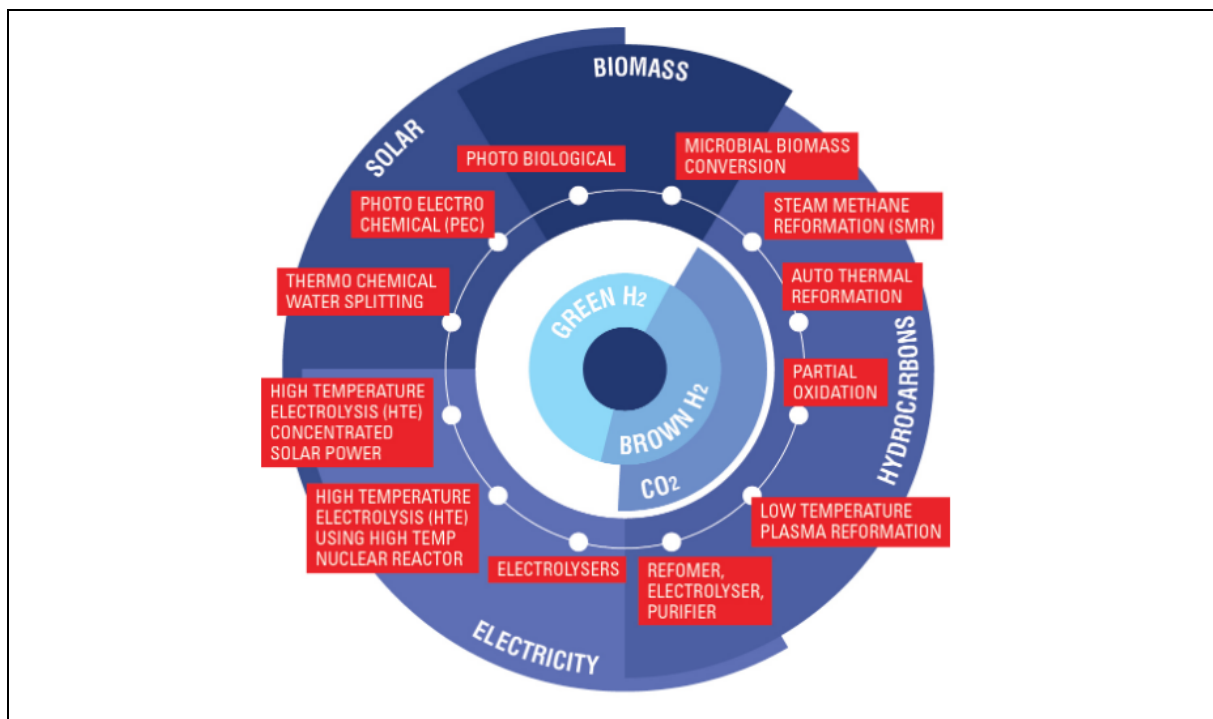 BIOMASS
SOLAR
PHOTO BIOLOGICAL
MICROBIAL BIOMASS
CONVERSION
PHOTO ELECTRO
CHEMICAL (PEC)
STEAM METHANE
REFORMATION (SMR)
THERMO CHEMICAL
WATER SPLITTING
AUTO THERMAL
REFORMATION
GREEN H2
BROWN H2
CO2
HYDROCARBONS
PARTIAL
OXIDATION
HIGH TEMPERATURE
ELECTROLYSIS (HTE)
CONCENTRATED
SOLAR POWER
HIGH TEMPERATURE
ELECTROLYSIS (HTE)
USING HIGH TEMP
NUCLEAR REACTOR
LOW TEMPERATURE
PLASMA REFORMATION
ELECTROLYSERS
REFOMER,
ELECTROLYSER,
PURIFIER
ELECTRICITY